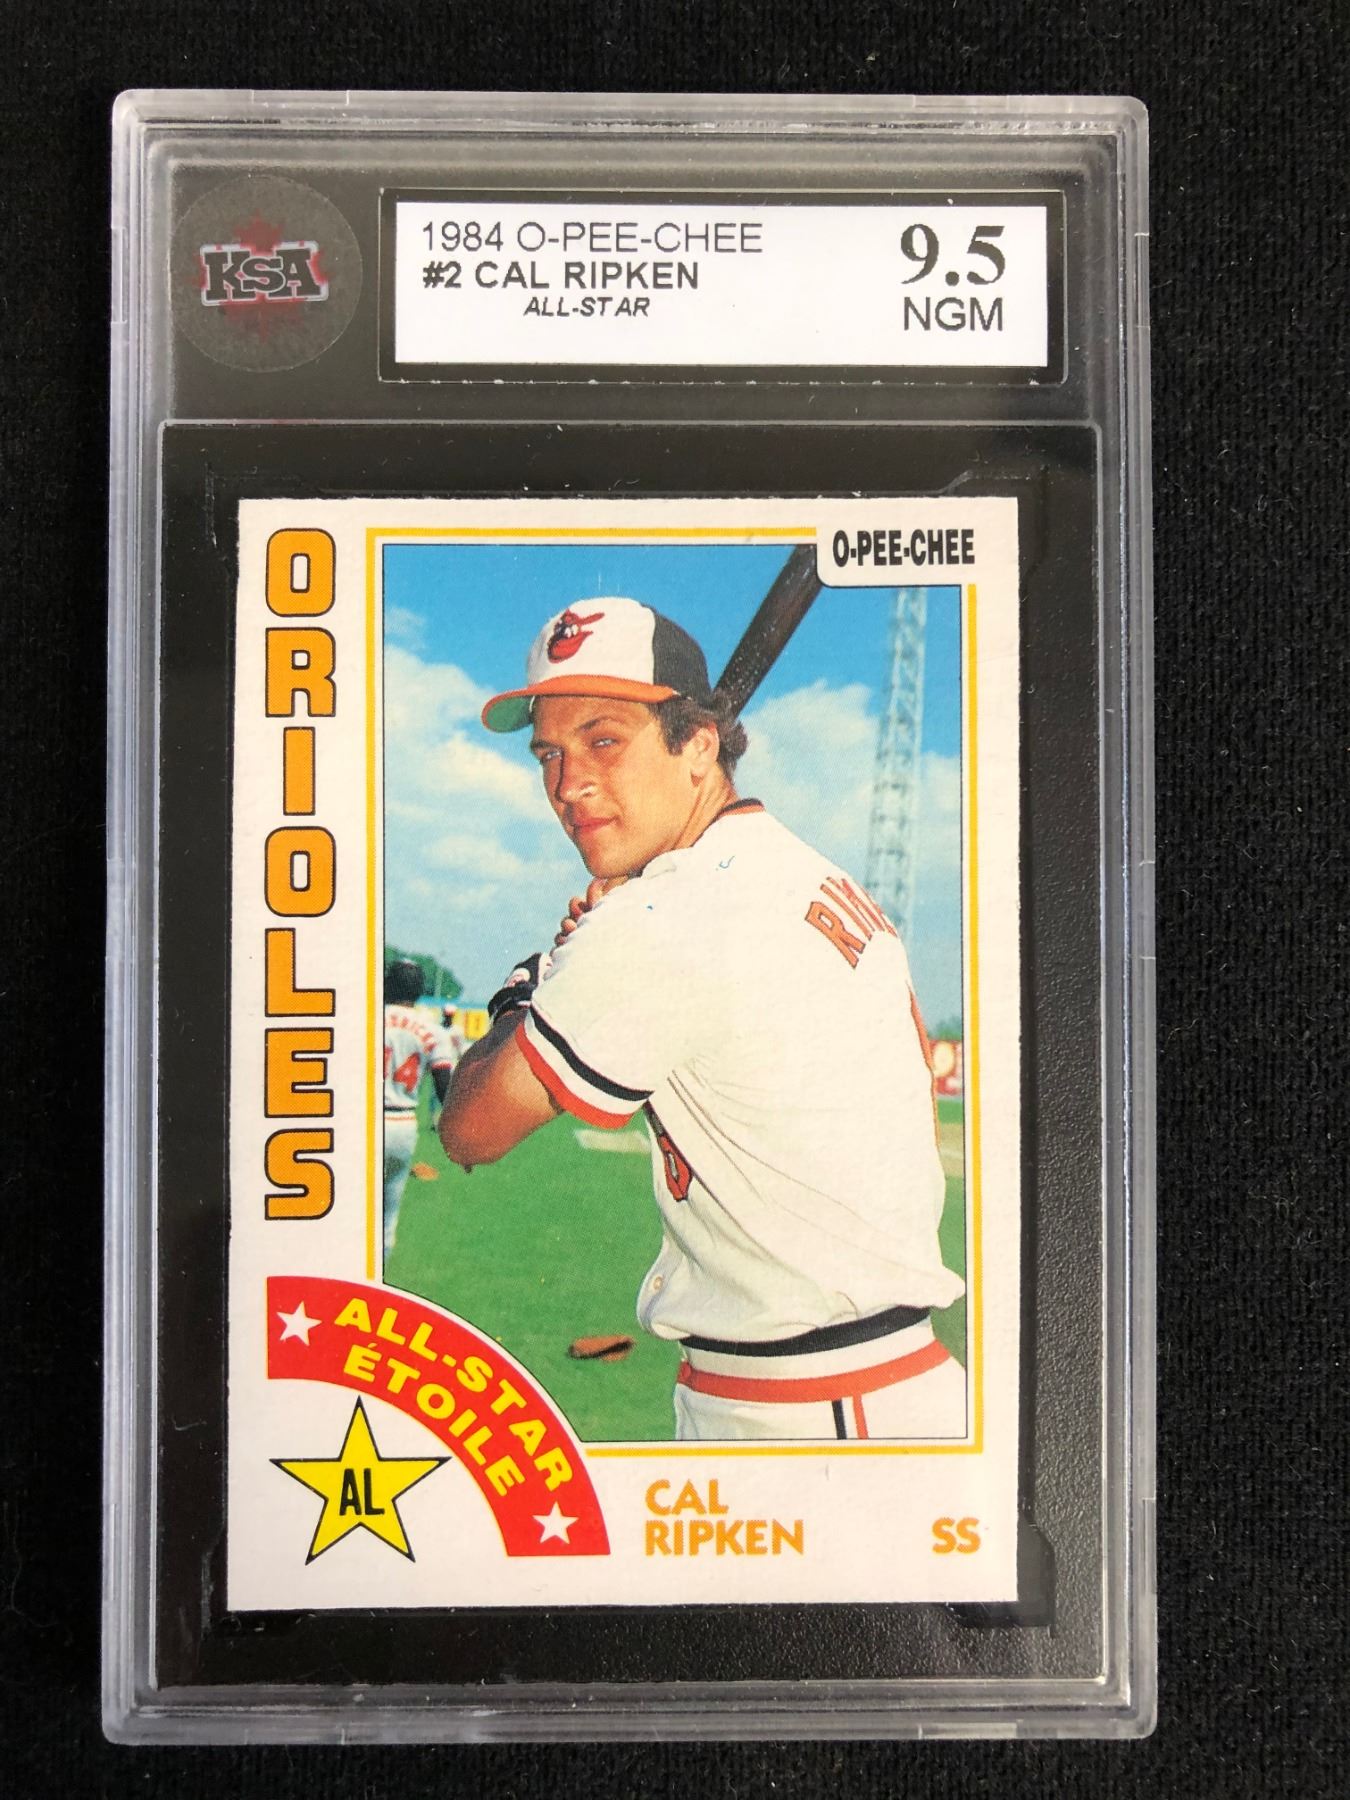 KSA
1984 O-PEE-CHEE
#2 CAL RIPKEN
ALL-STAR
9.5
NGM
O-PEE-CHEE
ORIOLES
14
ALL-STAR
ÉTOILE
AL
CAL
RIPKEN
SS